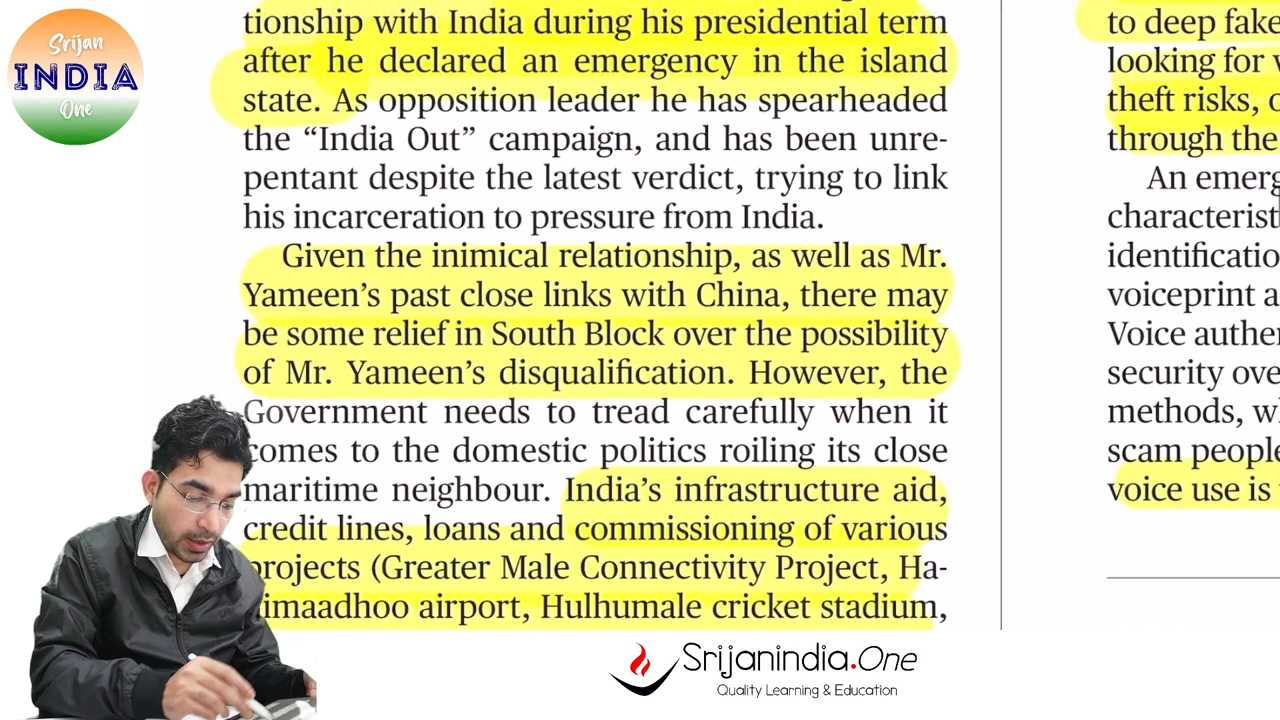 Srijan
INDIA
One
tionship with India during his presidential term
after he declared an emergency in the island
state. As opposition leader he has spearheaded
the “India Out” campaign, and has been unre-
pentant despite the latest verdict, trying to link
his incarceration to pressure from India.
Given the inimical relationship, as well as Mr.
Yameen’s past close links with China, there may
be some relief in South Block over the possibility
of Mr. Yameen’s disqualification. However, the
Government needs to tread carefully when it
comes to the domestic politics roiling its close
maritime neighbour. India’s infrastructure aid,
credit lines, loans and commissioning of various
projects (Greater Male Connectivity Project, Ha-
imaadhoo airport, Hulhumale cricket stadium,
to deep fake
looking for
theft risks,
through the
An emerg
characterist
identificatio
voiceprint a
Voice authen
security ove
methods,
scam people
voice use is
Srijanindia.One
Quality Learning & Education